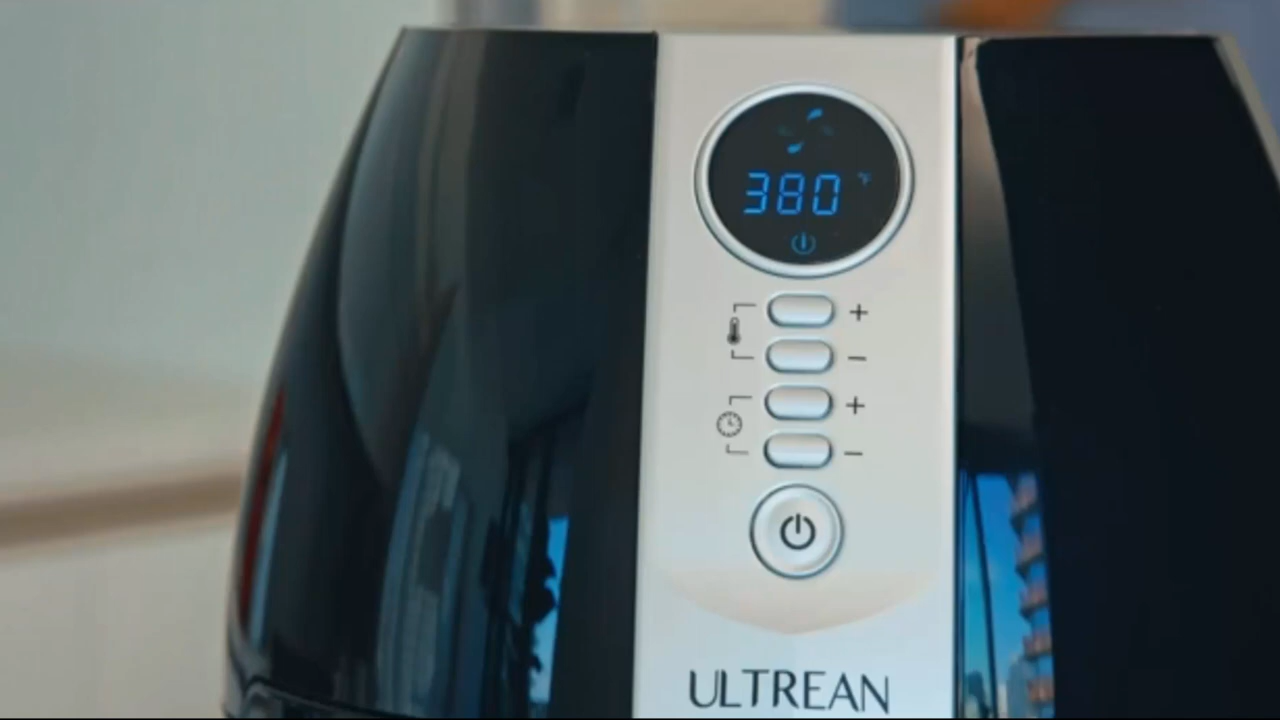 380 °F
+
−
+
−
ULTREAN